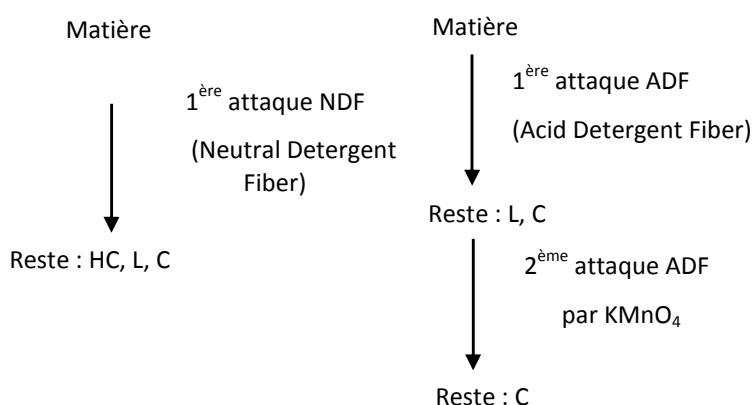 Matière
1ère attaque NDF
(Neutral Detergent
Fiber)
Reste : HC, L, C
Matière
1ère attaque ADF
(Acid Detergent Fiber)
Reste : L, C
2ème attaque ADF
par KMnO₄
Reste : C